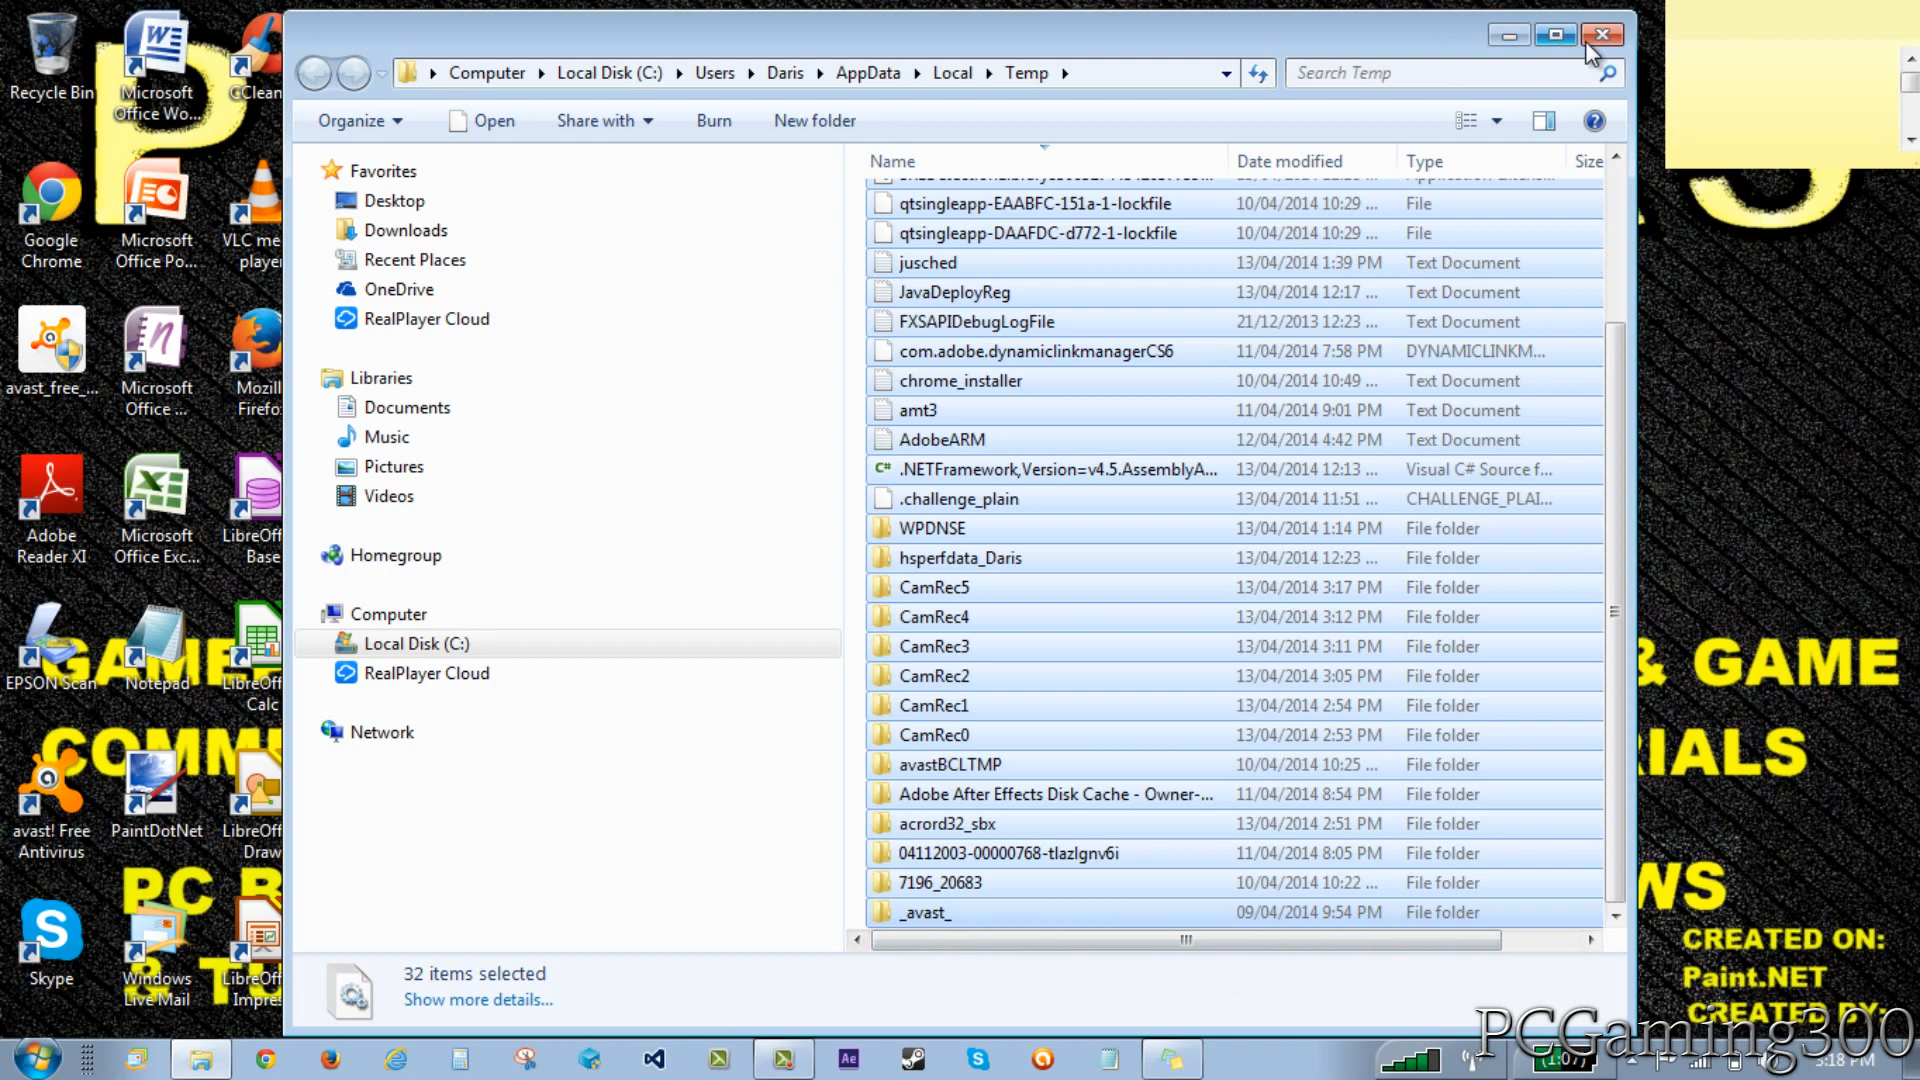 Computer Local Disk (C:) Users Daris AppData Local Temp
Search Temp
Organize Open Share with Burn New folder
Name Date modified Type Size
qtsingleapp-EAABFC-151a-1-lockfile 10/04/2014 10:29 ... File
qtsingleapp-DAAFDC-d772-1-lockfile 10/04/2014 10:29 ... File
jusched 13/04/2014 1:39 PM Text Document
JavaDeployReg 13/04/2014 12:17 ... Text Document
FXSAPIDebugLogFile 21/12/2013 12:23 ... Text Document
com.adobe.dynamiclinkmanagerCS6 11/04/2014 7:58 PM DYNAMICLINKM...
chrome_installer 10/04/2014 10:49 ... Text Document
amt3 11/04/2014 9:01 PM Text Document
AdobeARM 12/04/2014 4:42 PM Text Document
.NETFramework,Version=v4.5.AssemblyA... 13/04/2014 12:13 ... Visual C# Source f...
.challenge_plain 13/04/2014 11:51 ... CHALLENGE_PLAI...
WPDNSE 13/04/2014 1:14 PM File folder
hsperfdata_Daris 13/04/2014 12:23 ... File folder
CamRec5 13/04/2014 3:17 PM File folder
CamRec4 13/04/2014 3:12 PM File folder
CamRec3 13/04/2014 3:11 PM File folder
CamRec2 13/04/2014 3:05 PM File folder
CamRec1 13/04/2014 2:54 PM File folder
CamRec0 13/04/2014 2:53 PM File folder
avastBCLTMP 10/04/2014 10:25 ... File folder
Adobe After Effects Disk Cache - Owner-... 11/04/2014 8:54 PM File folder
acrord32_sbx 13/04/2014 2:51 PM File folder
04112003-00000768-tlazlgnv6i 11/04/2014 8:05 PM File folder
7196_20683 10/04/2014 10:22 ... File folder
_avast_ 09/04/2014 9:54 PM File folder
Favorites
Desktop
Downloads
Recent Places
OneDrive
RealPlayer Cloud
Libraries
Documents
Music
Pictures
Videos
Homegroup
Computer
Local Disk (C:)
RealPlayer Cloud
Network
32 items selected
Show more details...
Recycle Bin
Microsoft
Office Wo...
CClean
Google
Chrome
Microsoft
Office Po...
VLC me
player
avast_free_...
Microsoft
Office ...
Mozil
Firefo
Adobe
Reader XI
Microsoft
Office Exc...
LibreOff
Base
EPSON Scan
Notepad
LibreOff
Calc
avast! Free
Antivirus
PaintDotNet
LibreOff
Draw
Skype
Windows
Live Mail
LibreOff
Impres
& GAME
CREATED ON:
Paint.NET
CREATED BY:
PCGaming300